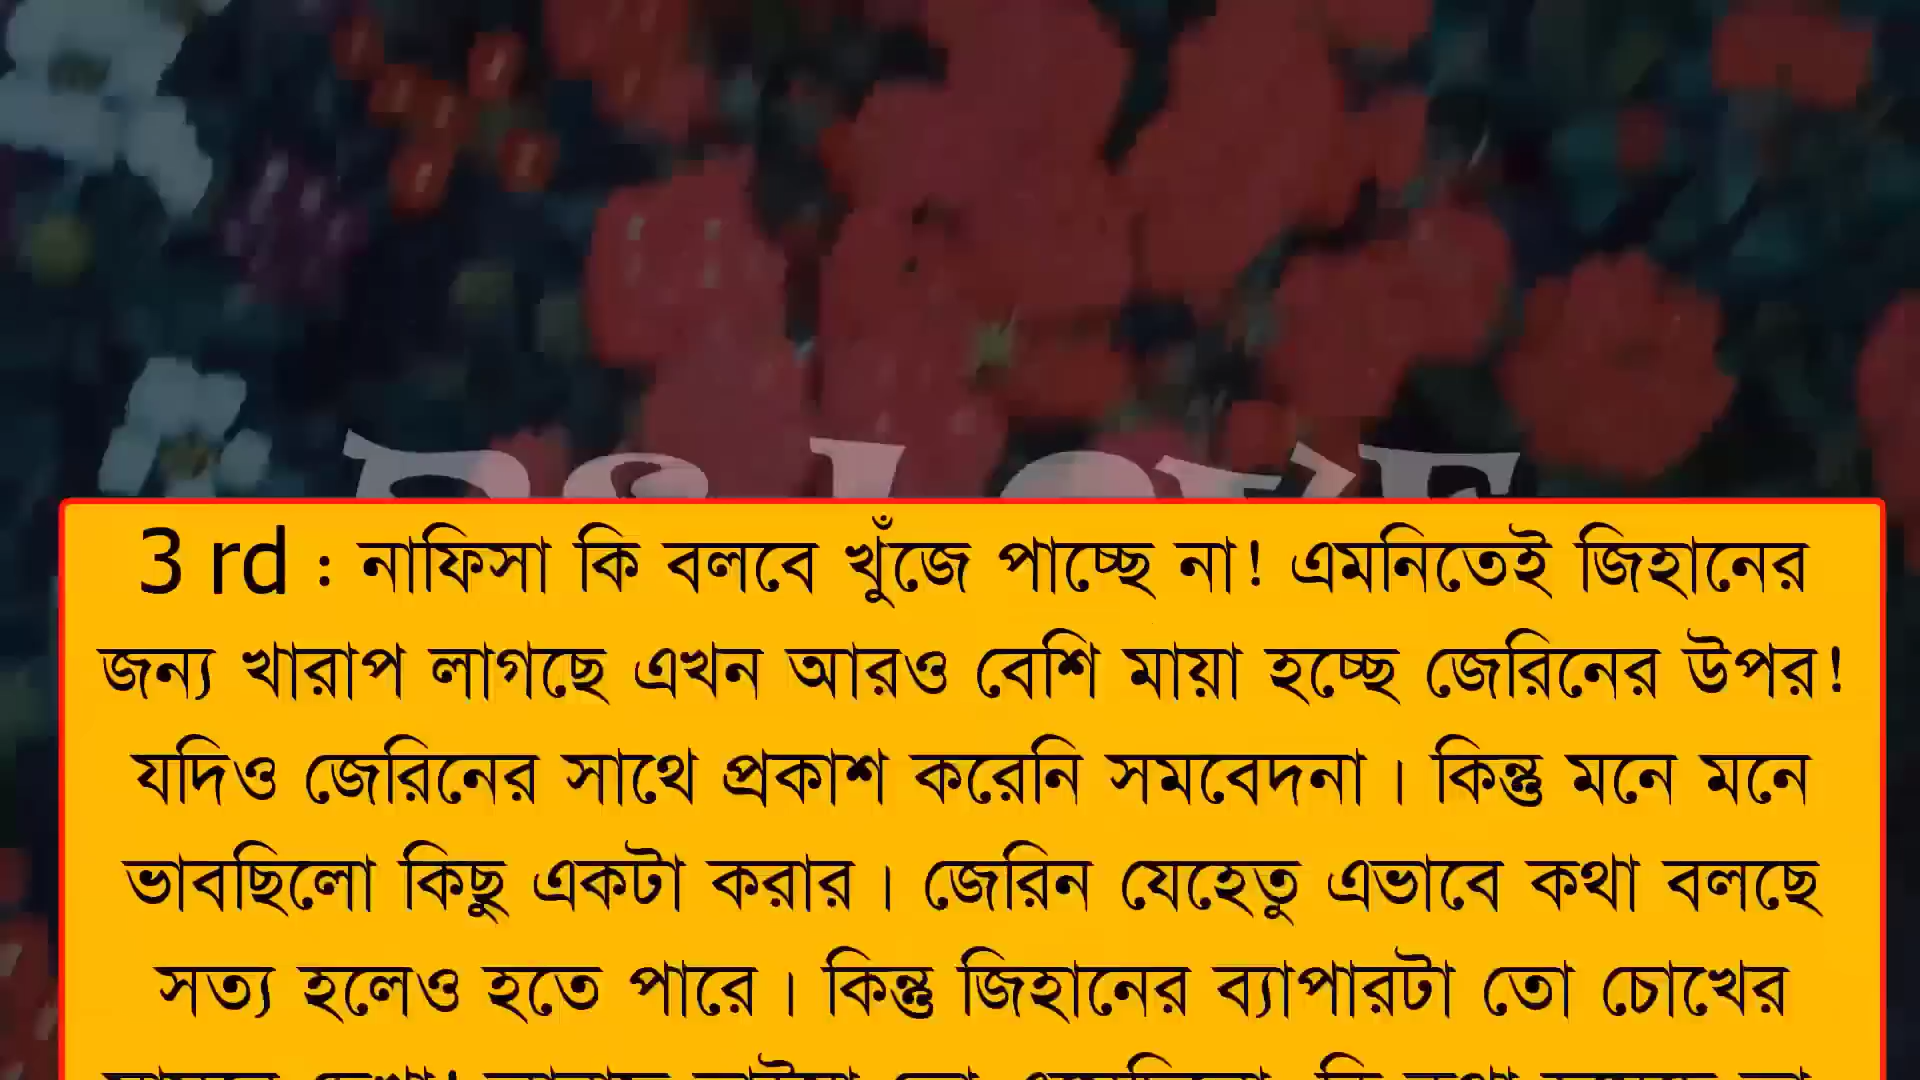 3 rd : নাফিসা কি বলবে খুঁজে পাচ্ছে না! এমনিতেই জিহানের
জন্য খারাপ লাগছে এখন আরও বেশি মায়া হচ্ছে জেরিনের উপর!
যদিও জেরিনের সাথে প্রকাশ করেনি সমবেদনা। কিন্তু মনে মনে
ভাবছিলো কিছু একটা করার। জেরিন যেহেতু এভাবে কথা বলছে
সত্য হলেও হতে পারে। কিন্তু জিহানের ব্যাপারটা তো চোখের